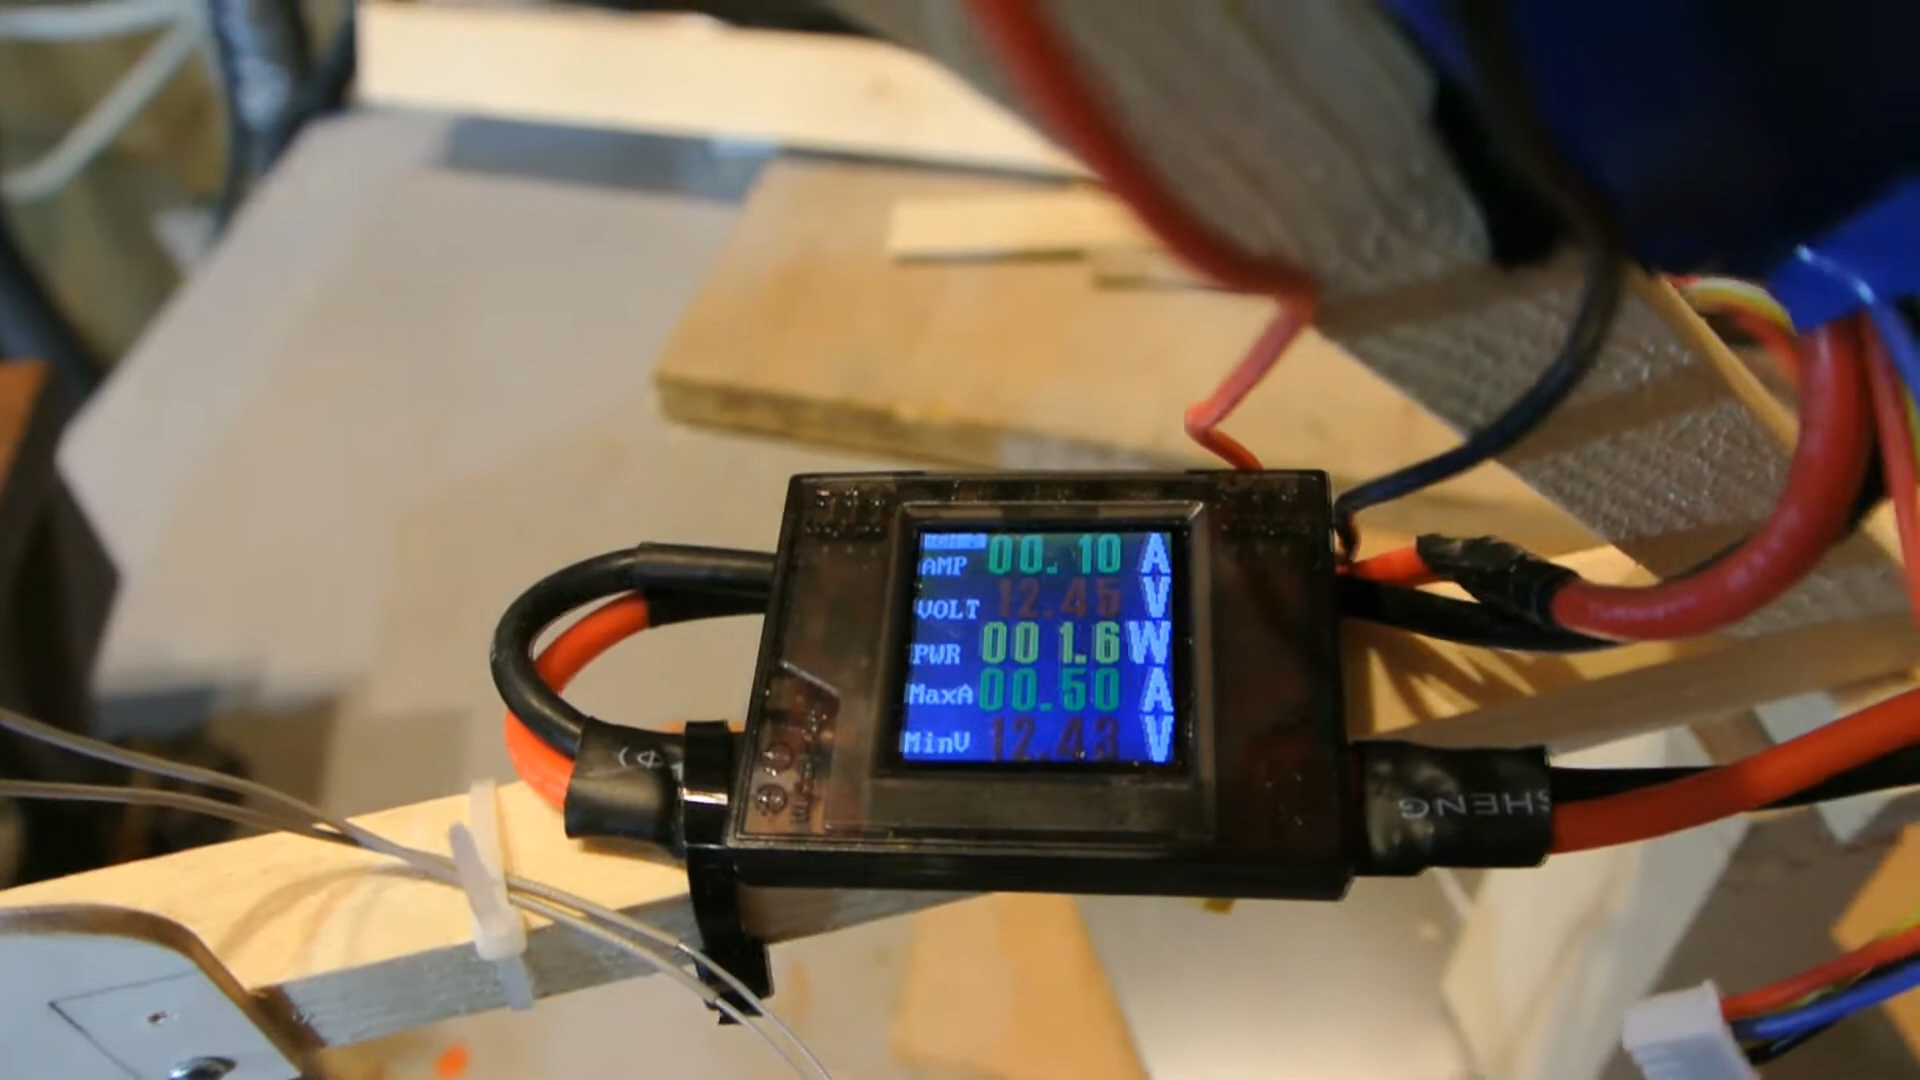 AMP 00.10 A
VOLT 12.45 V
PWR 001.6 W
MaxA 00.50 A
MinV 12.43 V
SHENG